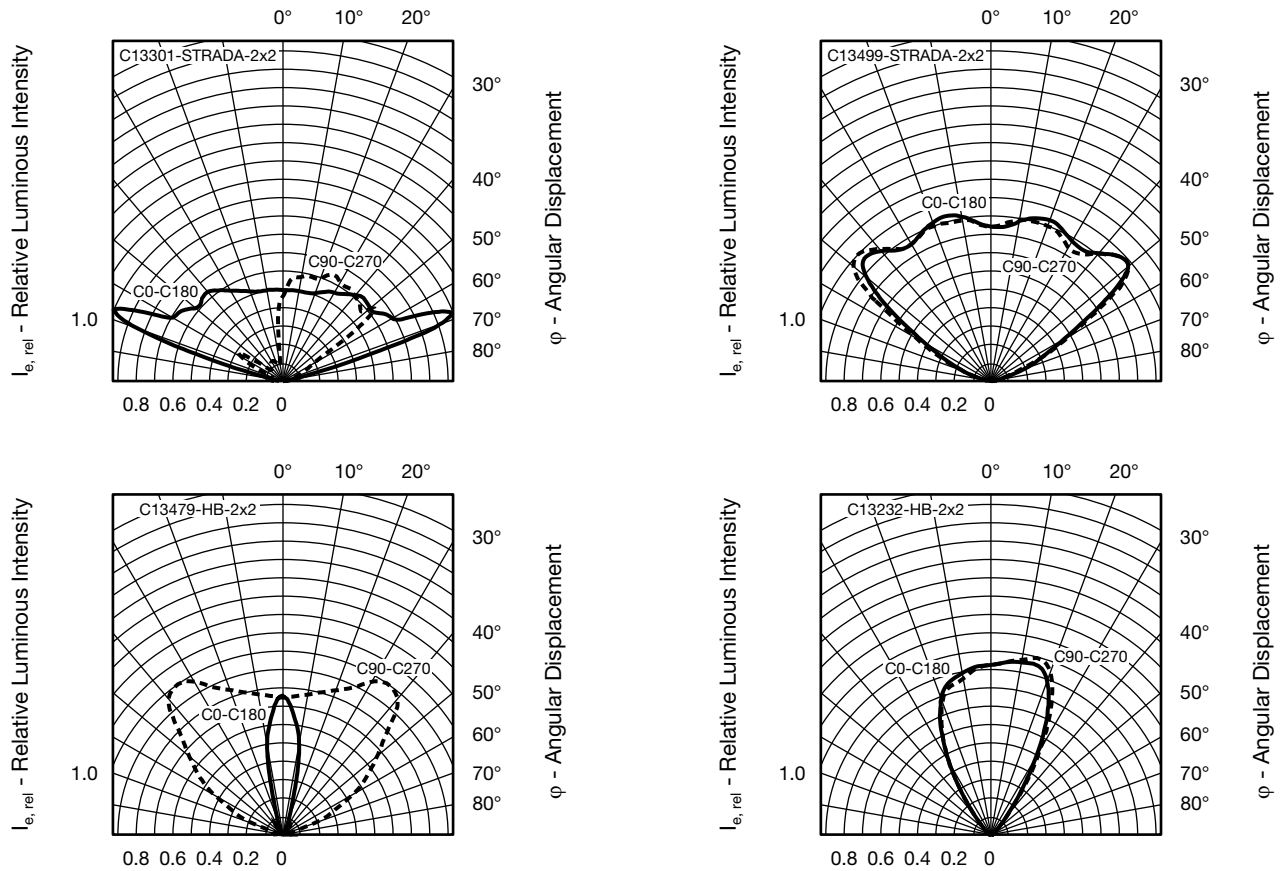 0° 10° 20°
C13301-STRADA-2x2
30°
40°
50°
60°
70°
80°
C90-C270
C0-C180
1.0
0.8 0.6 0.4 0.2 0
Ie, rel - Relative Luminous Intensity
φ - Angular Displacement
0° 10° 20°
C13499-STRADA-2x2
30°
40°
50°
60°
70°
80°
C0-C180
C90-C270
1.0
0.8 0.6 0.4 0.2 0
Ie, rel - Relative Luminous Intensity
φ - Angular Displacement
0° 10° 20°
C13479-HB-2x2
30°
40°
50°
60°
70°
80°
C90-C270
C0-C180
1.0
0.8 0.6 0.4 0.2 0
Ie, rel - Relative Luminous Intensity
φ - Angular Displacement
0° 10° 20°
C13232-HB-2x2
30°
40°
50°
60°
70°
80°
C90-C270
C0-C180
1.0
0.8 0.6 0.4 0.2 0
Ie, rel - Relative Luminous Intensity
φ - Angular Displacement